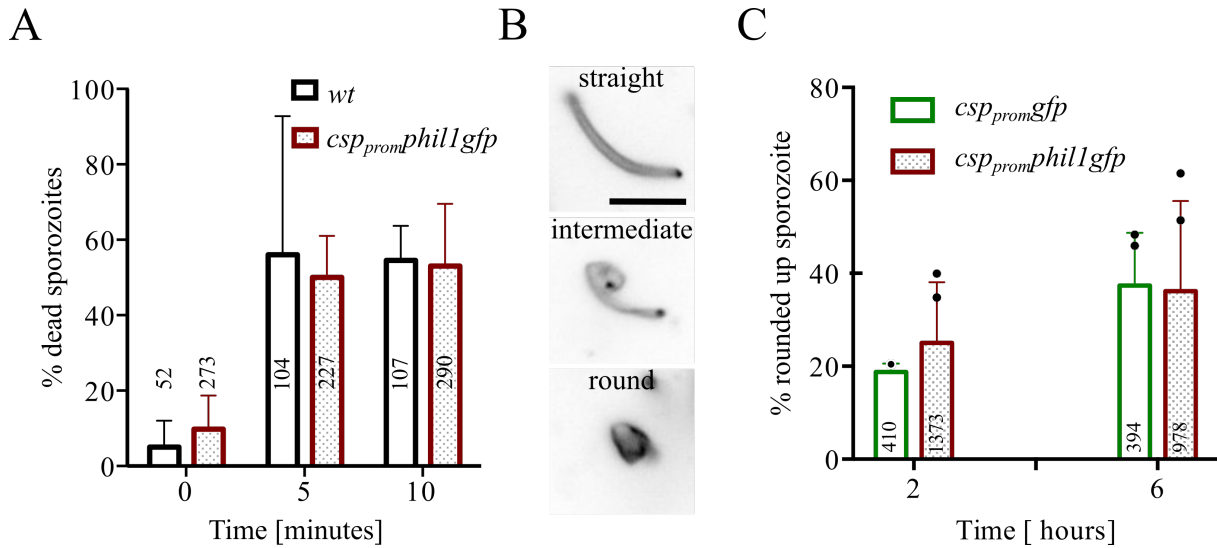 A
B
C
% dead sporozoites
100
80
60
40
20
0
wt
csppromphil1gfp
52
273
104
227
107
290
0
5
10
Time [minutes]
straight
intermediate
round
% rounded up sporozoite
80
60
40
20
0
csppromgfp
csppromphil1gfp
410
1373
394
978
2
6
Time [ hours]